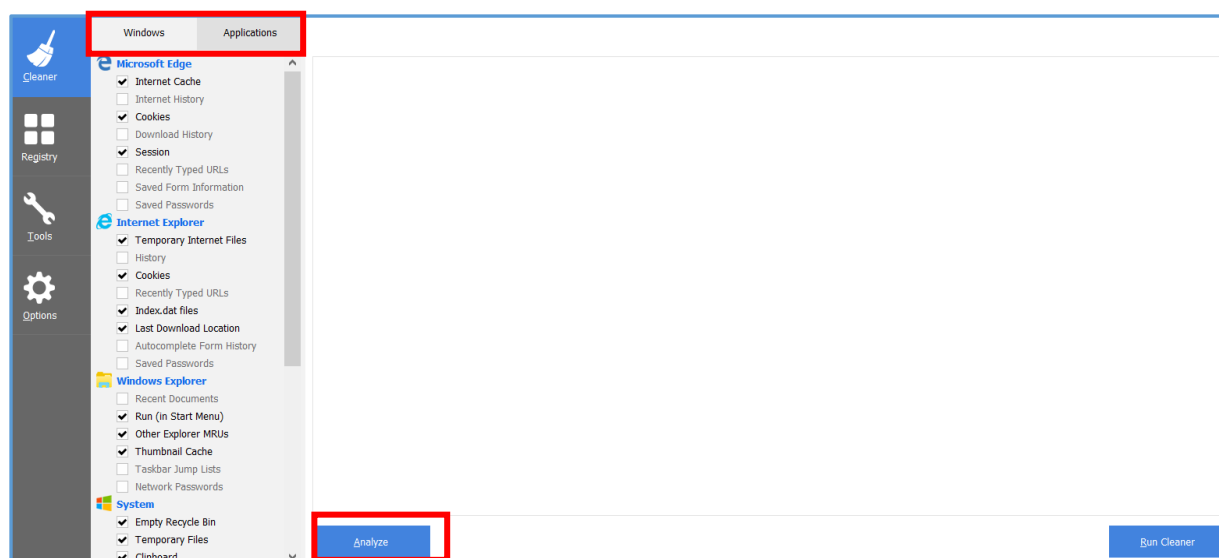 Windows Applications
Cleaner
Registry
Tools
Options
Microsoft Edge
Internet Cache
Internet History
Cookies
Download History
Session
Recently Typed URLs
Saved Form Information
Saved Passwords
Internet Explorer
Temporary Internet Files
History
Cookies
Recently Typed URLs
Index.dat files
Last Download Location
Autocomplete Form History
Saved Passwords
Windows Explorer
Recent Documents
Run (in Start Menu)
Other Explorer MRUs
Thumbnail Cache
Taskbar Jump Lists
Network Passwords
System
Empty Recycle Bin
Temporary Files
Clipboard
Analyze
Run Cleaner